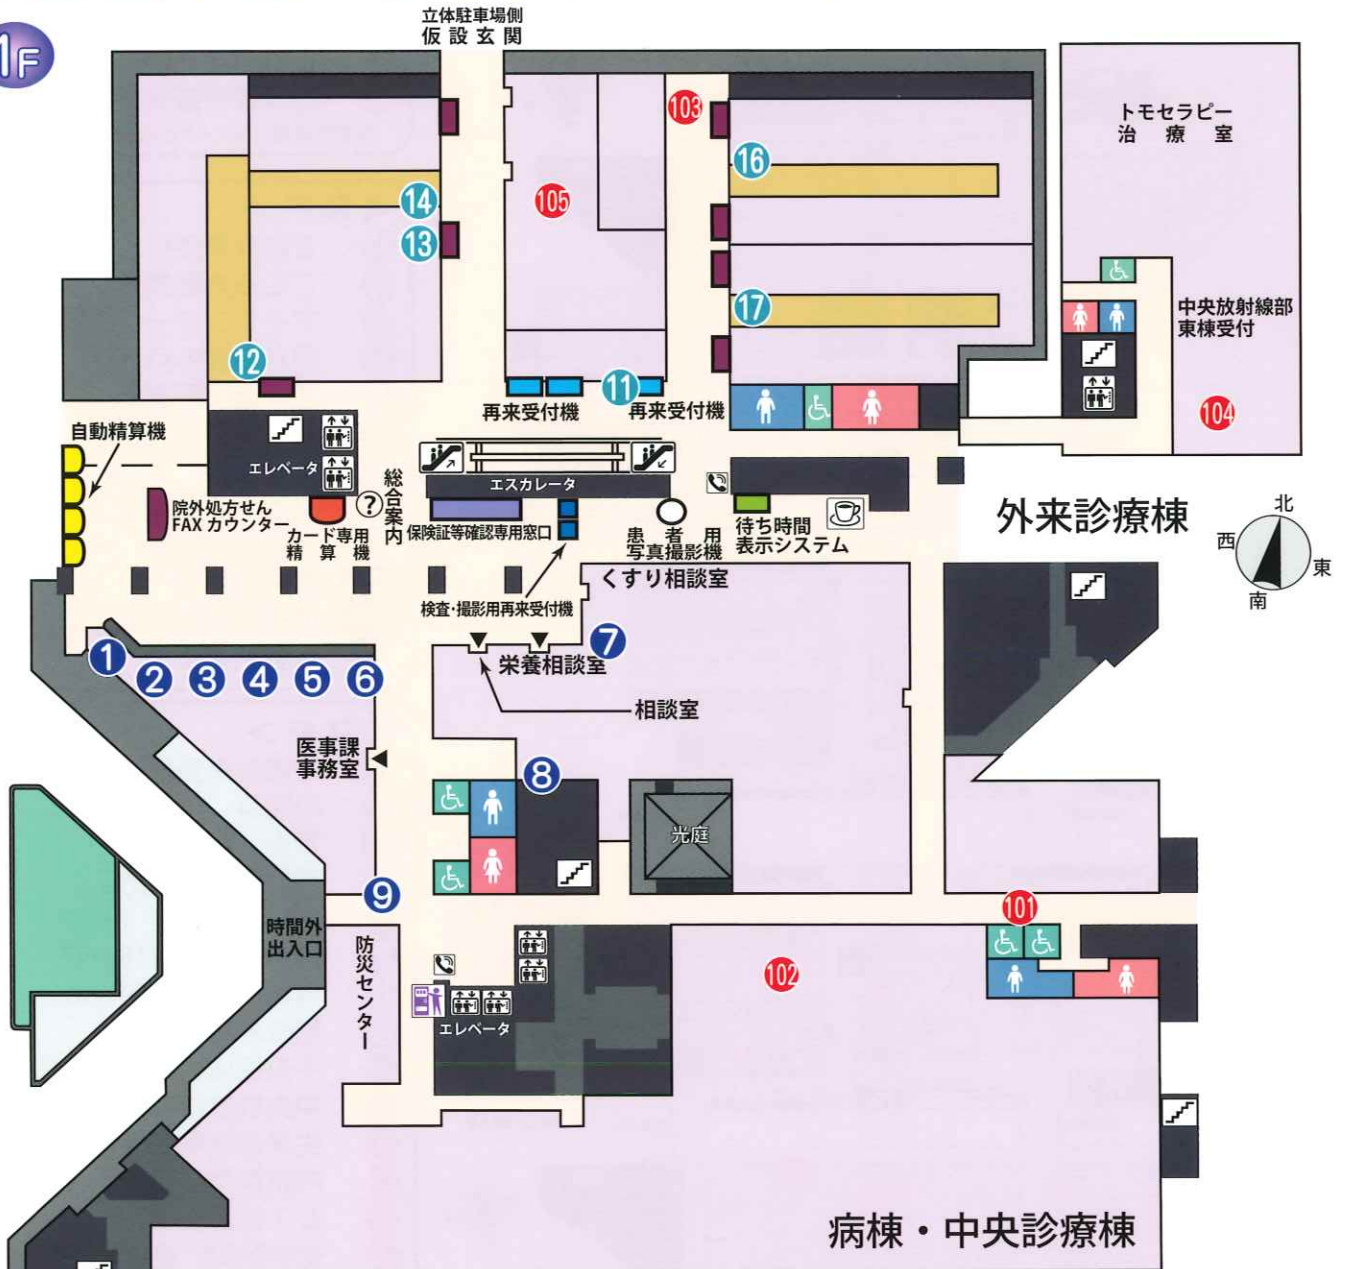 1F
立体駐車場側
仮設玄関
103
トモセラピー
治療室
16
14
105
13
17
中央放射線部
東棟受付
12
11
再来受付機
再来受付機
104
自動精算機
エレベータ
エスカレータ
院外処方せん
FAXカウンター
カード専用
精算機
?
総合案内
保険証等確認専用窓口
患者用
写真撮影機
待ち時間
表示システム
外来診療棟
北
西
東
南
くすり相談室
検査・撮影用再来受付機
1
2
3
4
5
6
7
栄養相談室
相談室
医事課
事務室
8
光庭
9
101
時間外
出入口
防災センター
102
エレベータ
病棟・中央診療棟